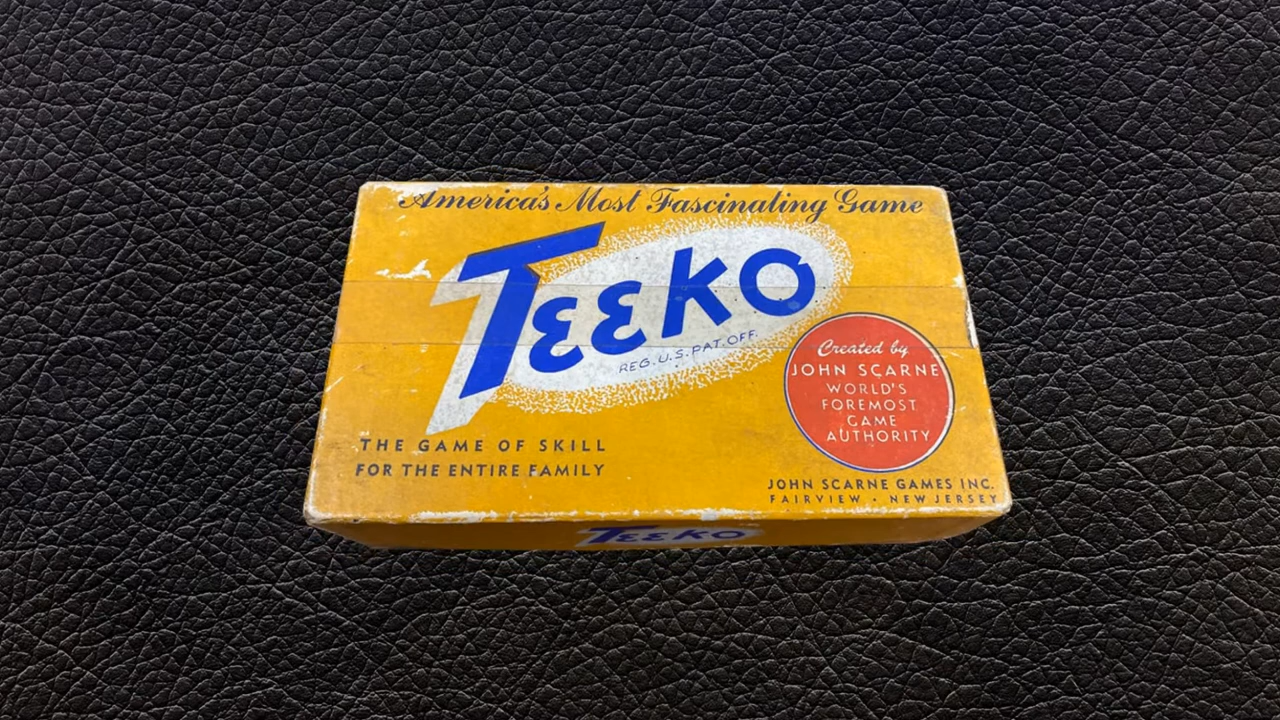 America's Most Fascinating Game
TEEKO
REG. U.S. PAT. OFF.
Created by
JOHN SCARNE
WORLD'S
FOREMOST
GAME
AUTHORITY
THE GAME OF SKILL
FOR THE ENTIRE FAMILY
JOHN SCARNE GAMES INC.
FAIRVIEW • NEW JERSEY
TEEKO